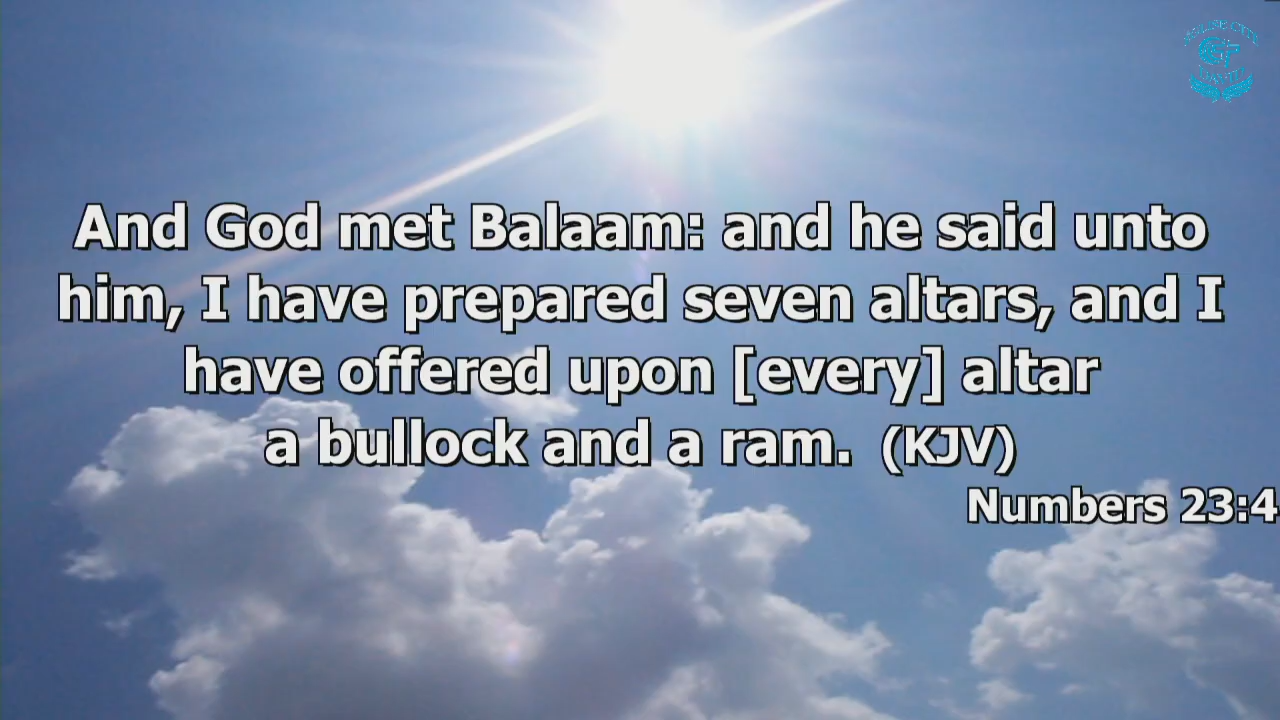 And God met Balaam: and he said unto
him, I have prepared seven altars, and I
have offered upon [every] altar
a bullock and a ram. (KJV)
Numbers 23:4